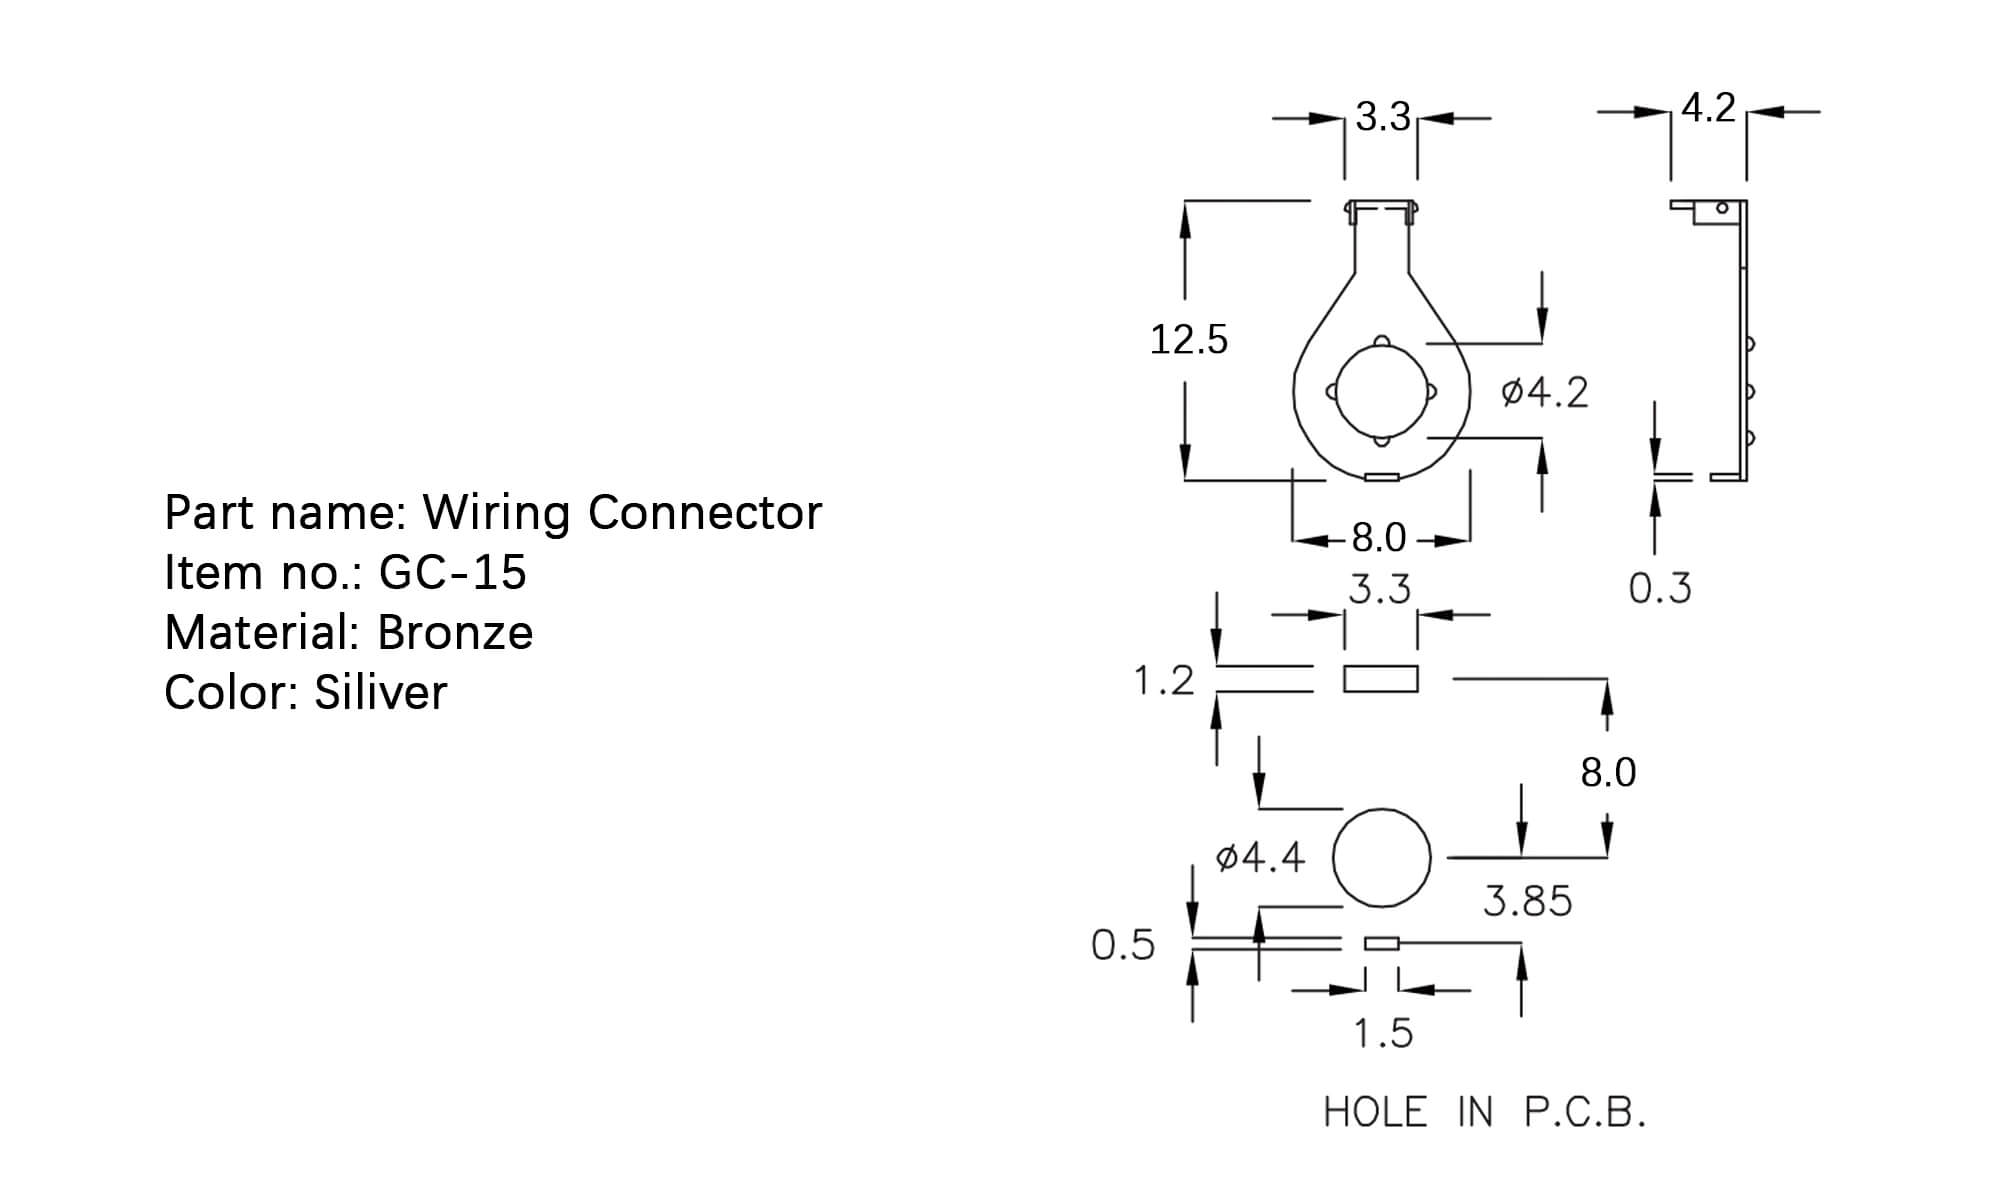 Part name: Wiring Connector
Item no.: GC-15
Material: Bronze
Color: Siliver
3.3
4.2
12.5
ø4.2
8.0
0.3
3.3
1.2
8.0
ø4.4
3.85
0.5
1.5
HOLE IN P.C.B.